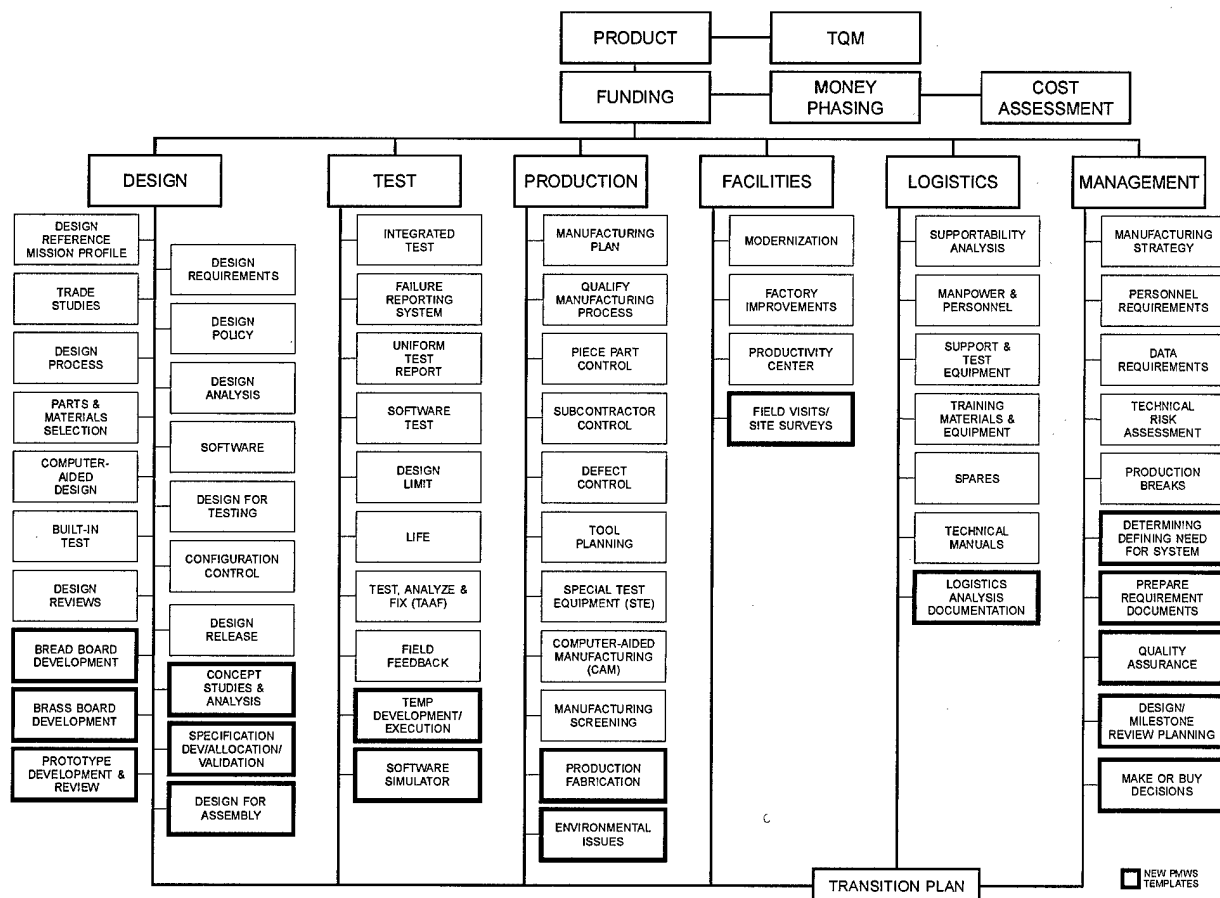 PRODUCT
TQM
FUNDING
MONEY
PHASING
COST
ASSESSMENT
DESIGN
TEST
PRODUCTION
FACILITIES
LOGISTICS
MANAGEMENT
DESIGN
REFERENCE
MISSION PROFILE
TRADE
STUDIES
DESIGN
PROCESS
PARTS &
MATERIALS
SELECTION
COMPUTER-
AIDED
DESIGN
BUILT-IN
TEST
DESIGN
REVIEWS
BREAD BOARD
DEVELOPMENT
BRASS BOARD
DEVELOPMENT
PROTOTYPE
DEVELOPMENT &
REVIEW
DESIGN
REQUIREMENTS
DESIGN
POLICY
DESIGN
ANALYSIS
SOFTWARE
DESIGN FOR
TESTING
CONFIGURATION
CONTROL
DESIGN
RELEASE
CONCEPT
STUDIES &
ANALYSIS
SPECIFICATION
DEV/ALLOCATION/
VALIDATION
DESIGN FOR
ASSEMBLY
INTEGRATED
TEST
FAILURE
REPORTING
SYSTEM
UNIFORM
TEST
REPORT
SOFTWARE
TEST
DESIGN
LIMIT
LIFE
TEST, ANALYZE &
FIX (TAAF)
FIELD
FEEDBACK
TEMP
DEVELOPMENT/
EXECUTION
SOFTWARE
SIMULATOR
MANUFACTURING
PLAN
QUALIFY
MANUFACTURING
PROCESS
PIECE PART
CONTROL
SUBCONTRACTOR
CONTROL
DEFECT
CONTROL
TOOL
PLANNING
SPECIAL TEST
EQUIPMENT (STE)
COMPUTER-AIDED
MANUFACTURING
(CAM)
MANUFACTURING
SCREENING
PRODUCTION
FABRICATION
ENVIRONMENTAL
ISSUES
MODERNIZATION
FACTORY
IMPROVEMENTS
PRODUCTIVITY
CENTER
FIELD VISITS/
SITE SURVEYS
SUPPORTABILITY
ANALYSIS
MANPOWER &
PERSONNEL
SUPPORT &
TEST
EQUIPMENT
TRAINING
MATERIALS &
EQUIPMENT
SPARES
TECHNICAL
MANUALS
LOGISTICS
ANALYSIS
DOCUMENTATION
MANUFACTURING
STRATEGY
PERSONNEL
REQUIREMENTS
DATA
REQUIREMENTS
TECHNICAL
RISK
ASSESSMENT
PRODUCTION
BREAKS
DETERMINING
DEFINING NEED
FOR SYSTEM
PREPARE
REQUIREMENT
DOCUMENTS
QUALITY
ASSURANCE
DESIGN/
MILESTONE
REVIEW PLANNING
MAKE OR BUY
DECISIONS
TRANSITION PLAN
NEW PMWS
TEMPLATES